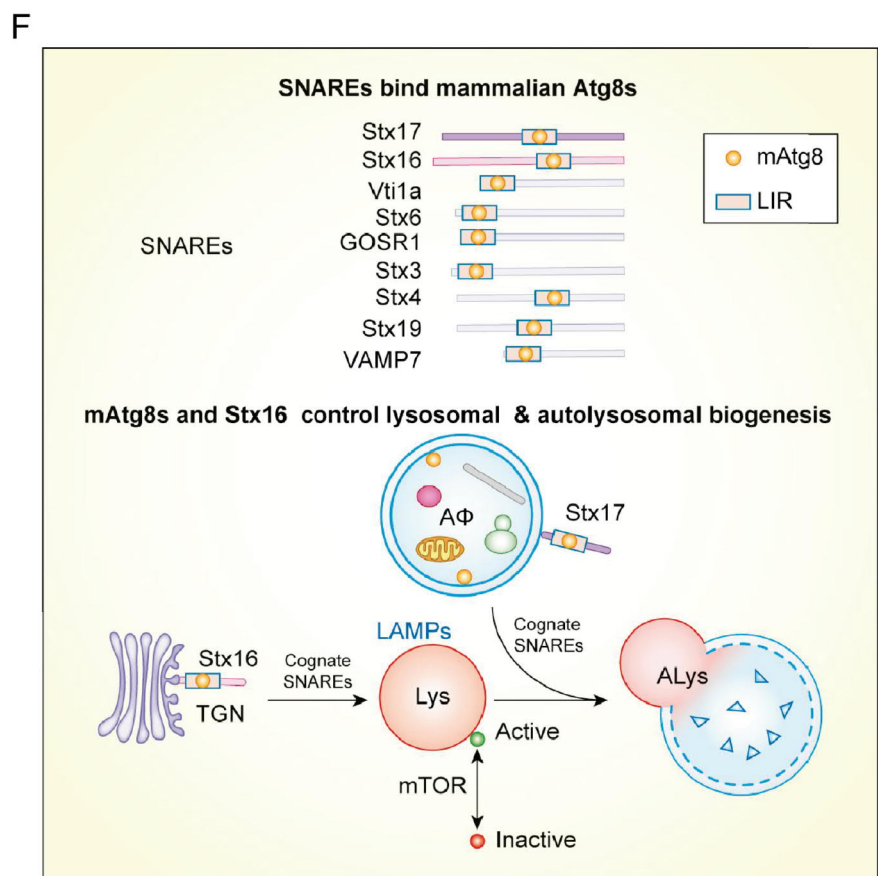 F
SNAREs bind mammalian Atg8s
Stx17
Stx16
Vti1a
Stx6
GOSR1
Stx3
Stx4
Stx19
VAMP7
SNAREs
mAtg8
LIR
mAtg8s and Stx16 control lysosomal & autolysosomal biogenesis
AΦ
Stx17
LAMPs
Cognate
SNAREs
Stx16
TGN
Cognate
SNAREs
Lys
ALys
Active
mTOR
Inactive